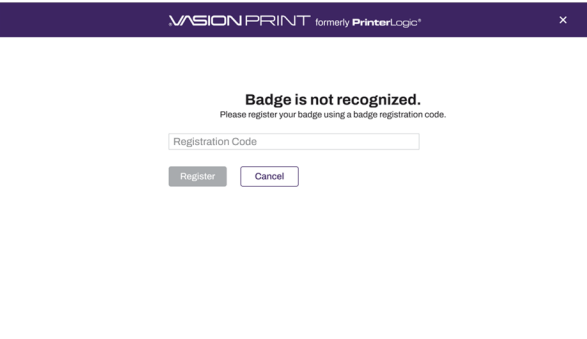 VASION PRINT formerly PrinterLogic®
Badge is not recognized.
Please register your badge using a badge registration code.
Registration Code
Register Cancel